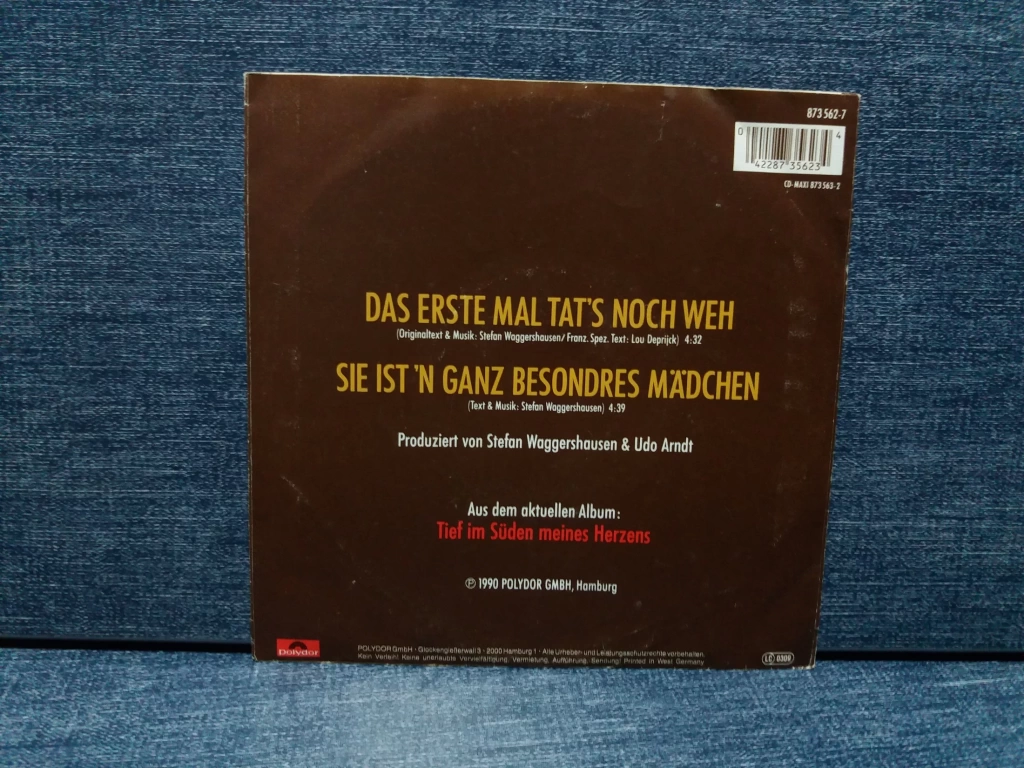 873 562-7
0 4
42287 35623
CD-MAXI 873 563-2
DAS ERSTE MAL TAT'S NOCH WEH
(Originaltext & Musik: Stefan Waggershausen/Franz. Spez. Text: Lou Deprijck) 4:32
SIE IST 'N GANZ BESONDRES MÄDCHEN
(Text & Musik: Stefan Waggershausen) 4:39
Produziert von Stefan Waggershausen & Udo Arndt
Aus dem aktuellen Album:
Tief im Süden meines Herzens
℗ 1990 POLYDOR GMBH, Hamburg
Polydor
POLYDOR GmbH · Glockengießerwall 3 · 2000 Hamburg 1 · Alle Urheber- und Leistungsschutzrechte vorbehalten.
Kein Verleih! Keine unerlaubte Vervielfältigung, Vermietung, Aufführung, Sendung! Printed in West Germany
LC 0309